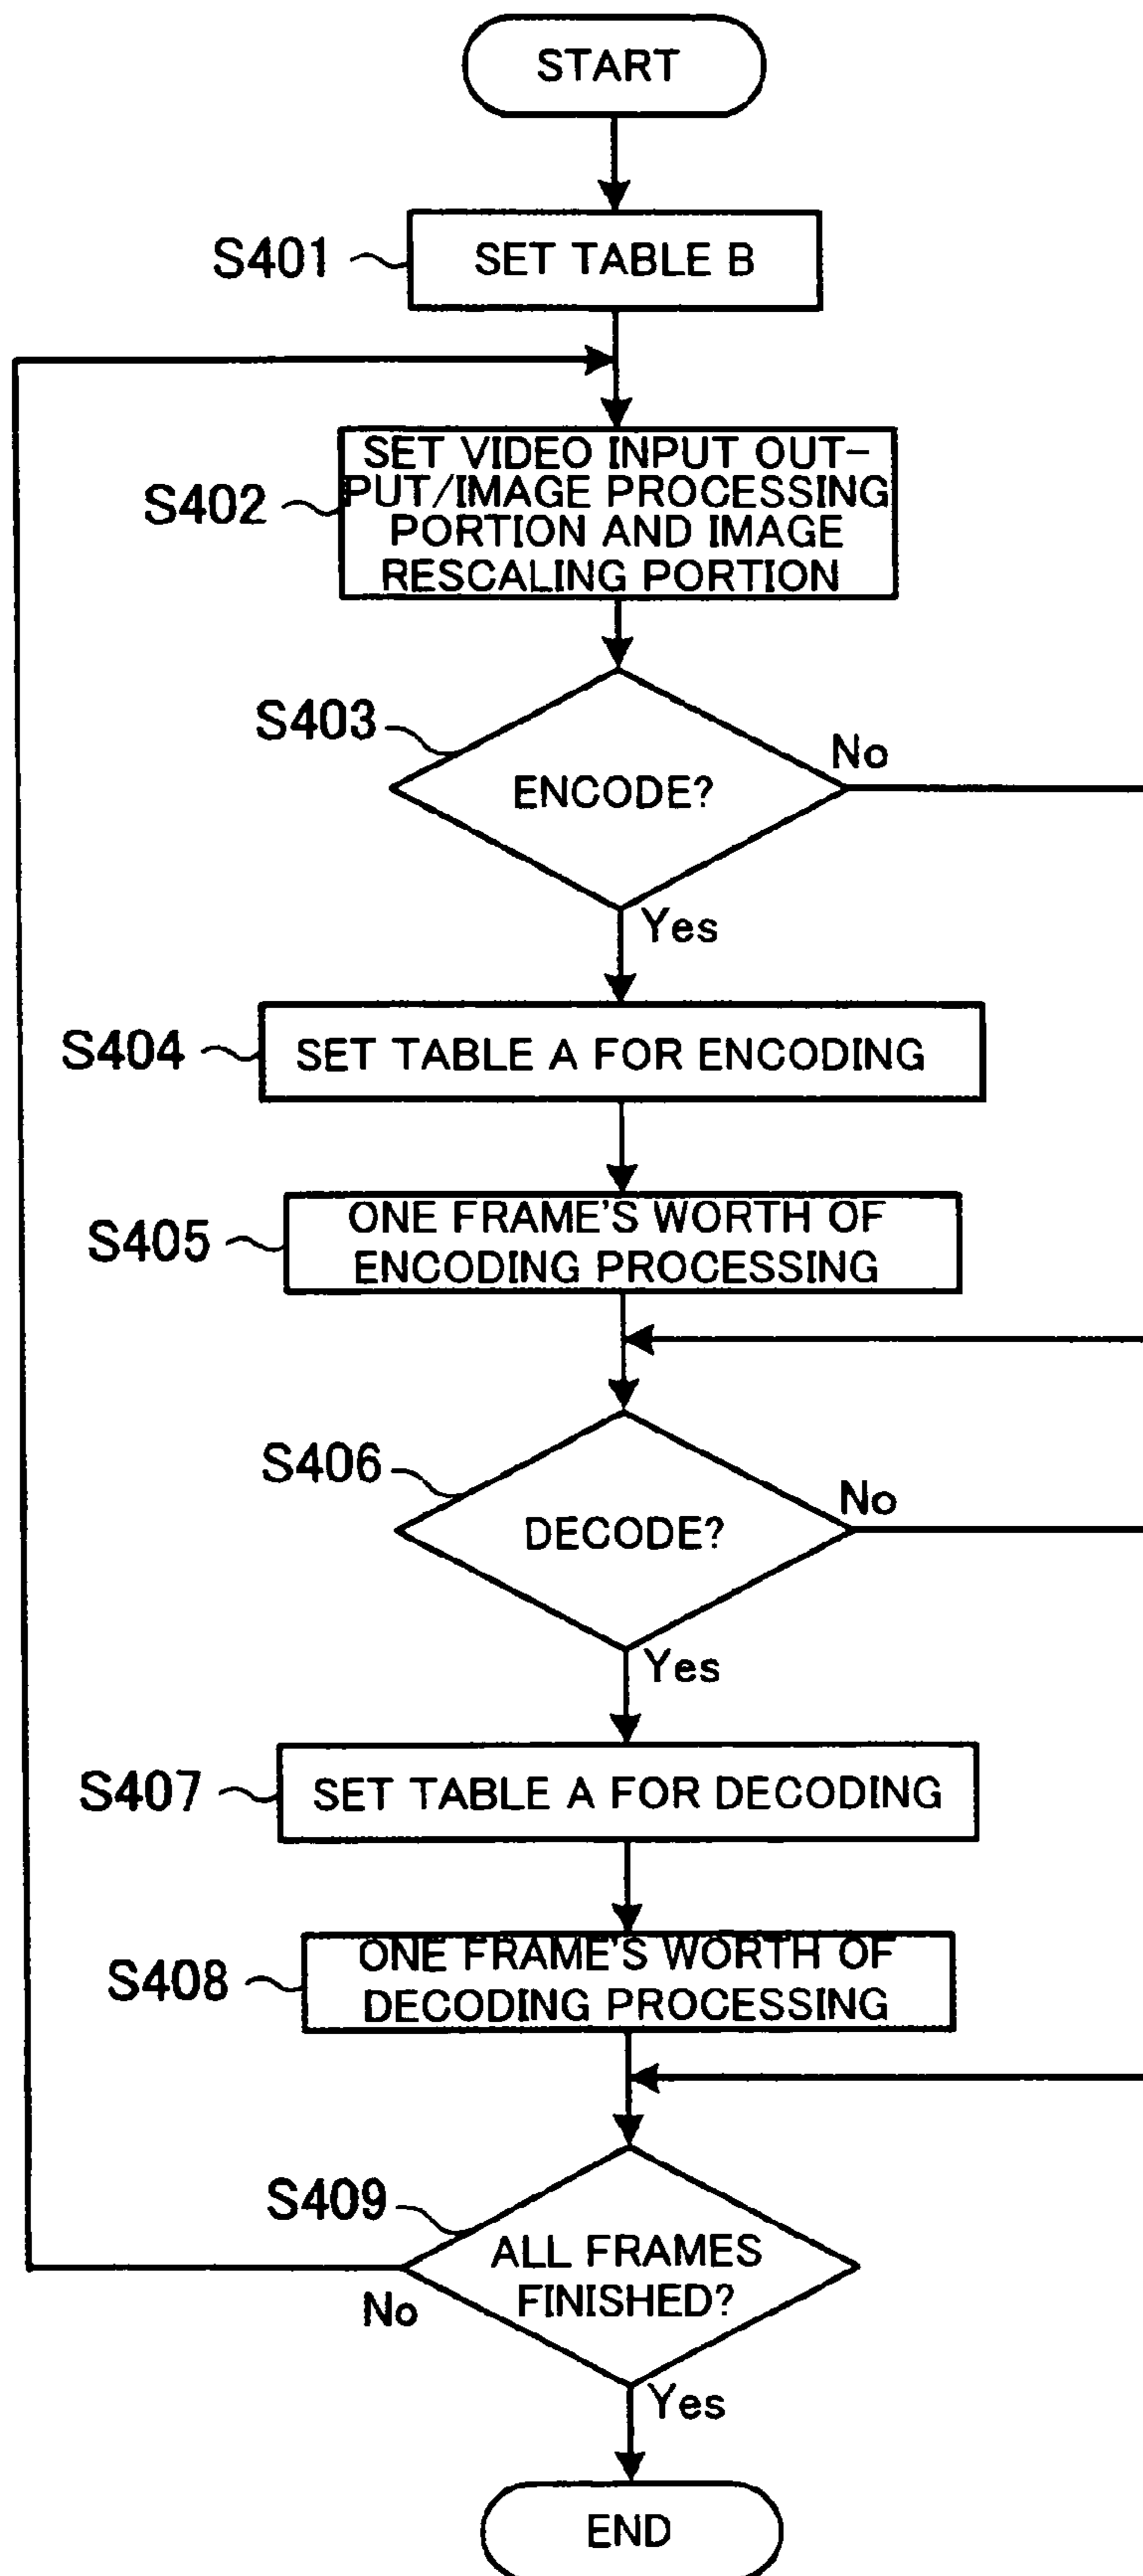 START
S401
SET TABLE B
S402
SET VIDEO INPUT OUT-
PUT/IMAGE PROCESSING
PORTION AND IMAGE
RESCALING PORTION
S403
ENCODE?
No
Yes
S404
SET TABLE A FOR ENCODING
S405
ONE FRAME'S WORTH OF
ENCODING PROCESSING
S406
DECODE?
No
Yes
S407
SET TABLE A FOR DECODING
S408
ONE FRAME'S WORTH OF
DECODING PROCESSING
S409
ALL FRAMES
FINISHED?
No
Yes
END